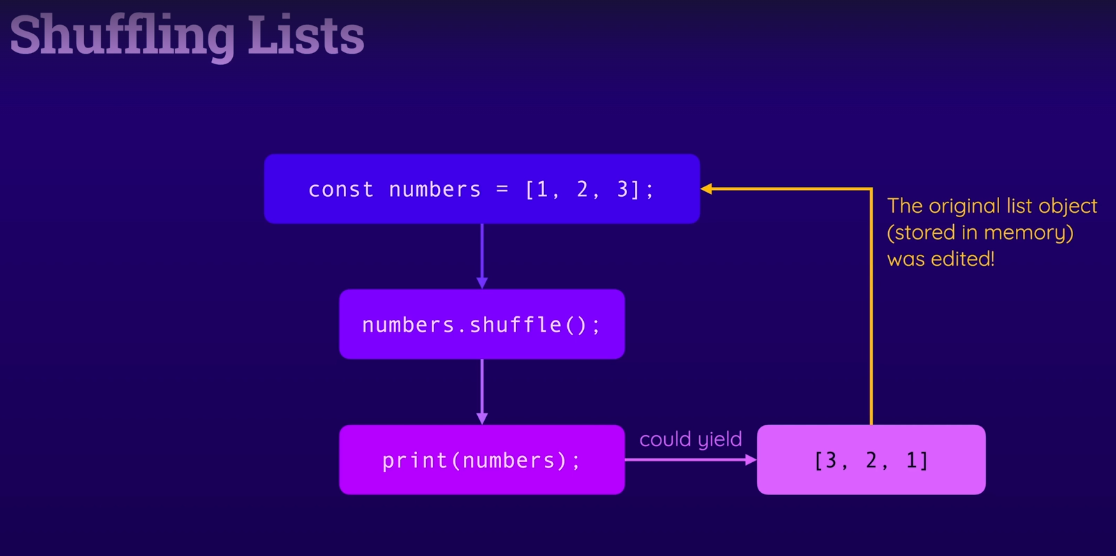 Shuffling Lists
const numbers = [1, 2, 3];
The original list object
(stored in memory)
was edited!
numbers.shuffle();
print(numbers);
could yield
[3, 2, 1]